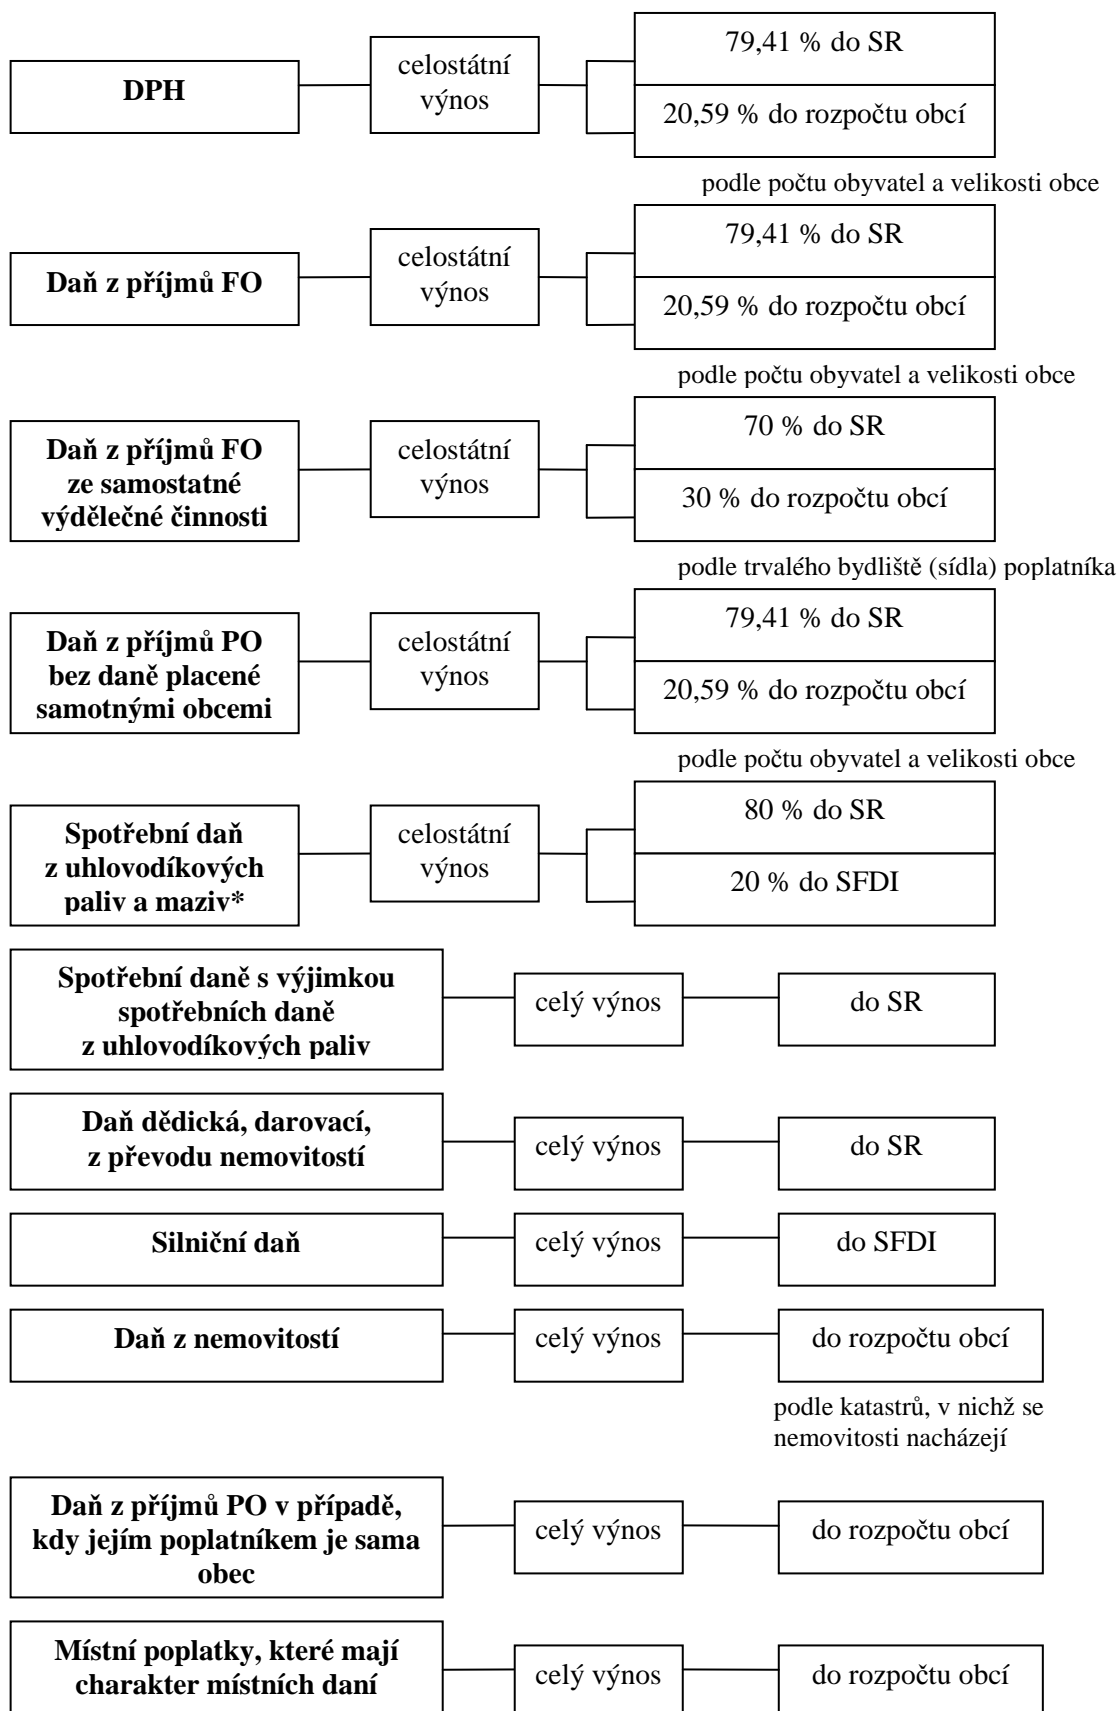 DPH
celostátní
výnos
79,41 % do SR
20,59 % do rozpočtu obcí
podle počtu obyvatel a velikosti obce
Daň z příjmů FO
celostátní
výnos
79,41 % do SR
20,59 % do rozpočtu obcí
podle počtu obyvatel a velikosti obce
Daň z příjmů FO
ze samostatné
výdělečné činnosti
celostátní
výnos
70 % do SR
30 % do rozpočtu obcí
podle trvalého bydliště (sídla) poplatníka
Daň z příjmů PO
bez daně placené
samotnými obcemi
celostátní
výnos
79,41 % do SR
20,59 % do rozpočtu obcí
podle počtu obyvatel a velikosti obce
Spotřební daň
z uhlovodíkových
paliv a maziv*
celostátní
výnos
80 % do SR
20 % do SFDI
Spotřební daně s výjimkou
spotřebních daně
z uhlovodíkových paliv
celý výnos
do SR
Daň dědická, darovací,
z převodu nemovitostí
celý výnos
do SR
Silniční daň
celý výnos
do SFDI
Daň z nemovitostí
celý výnos
do rozpočtu obcí
podle katastrů, v nichž se
nemovitosti nacházejí
Daň z příjmů PO v případě,
kdy jejím poplatníkem je sama
obec
celý výnos
do rozpočtu obcí
Místní poplatky, které mají
charakter místních daní
celý výnos
do rozpočtu obcí